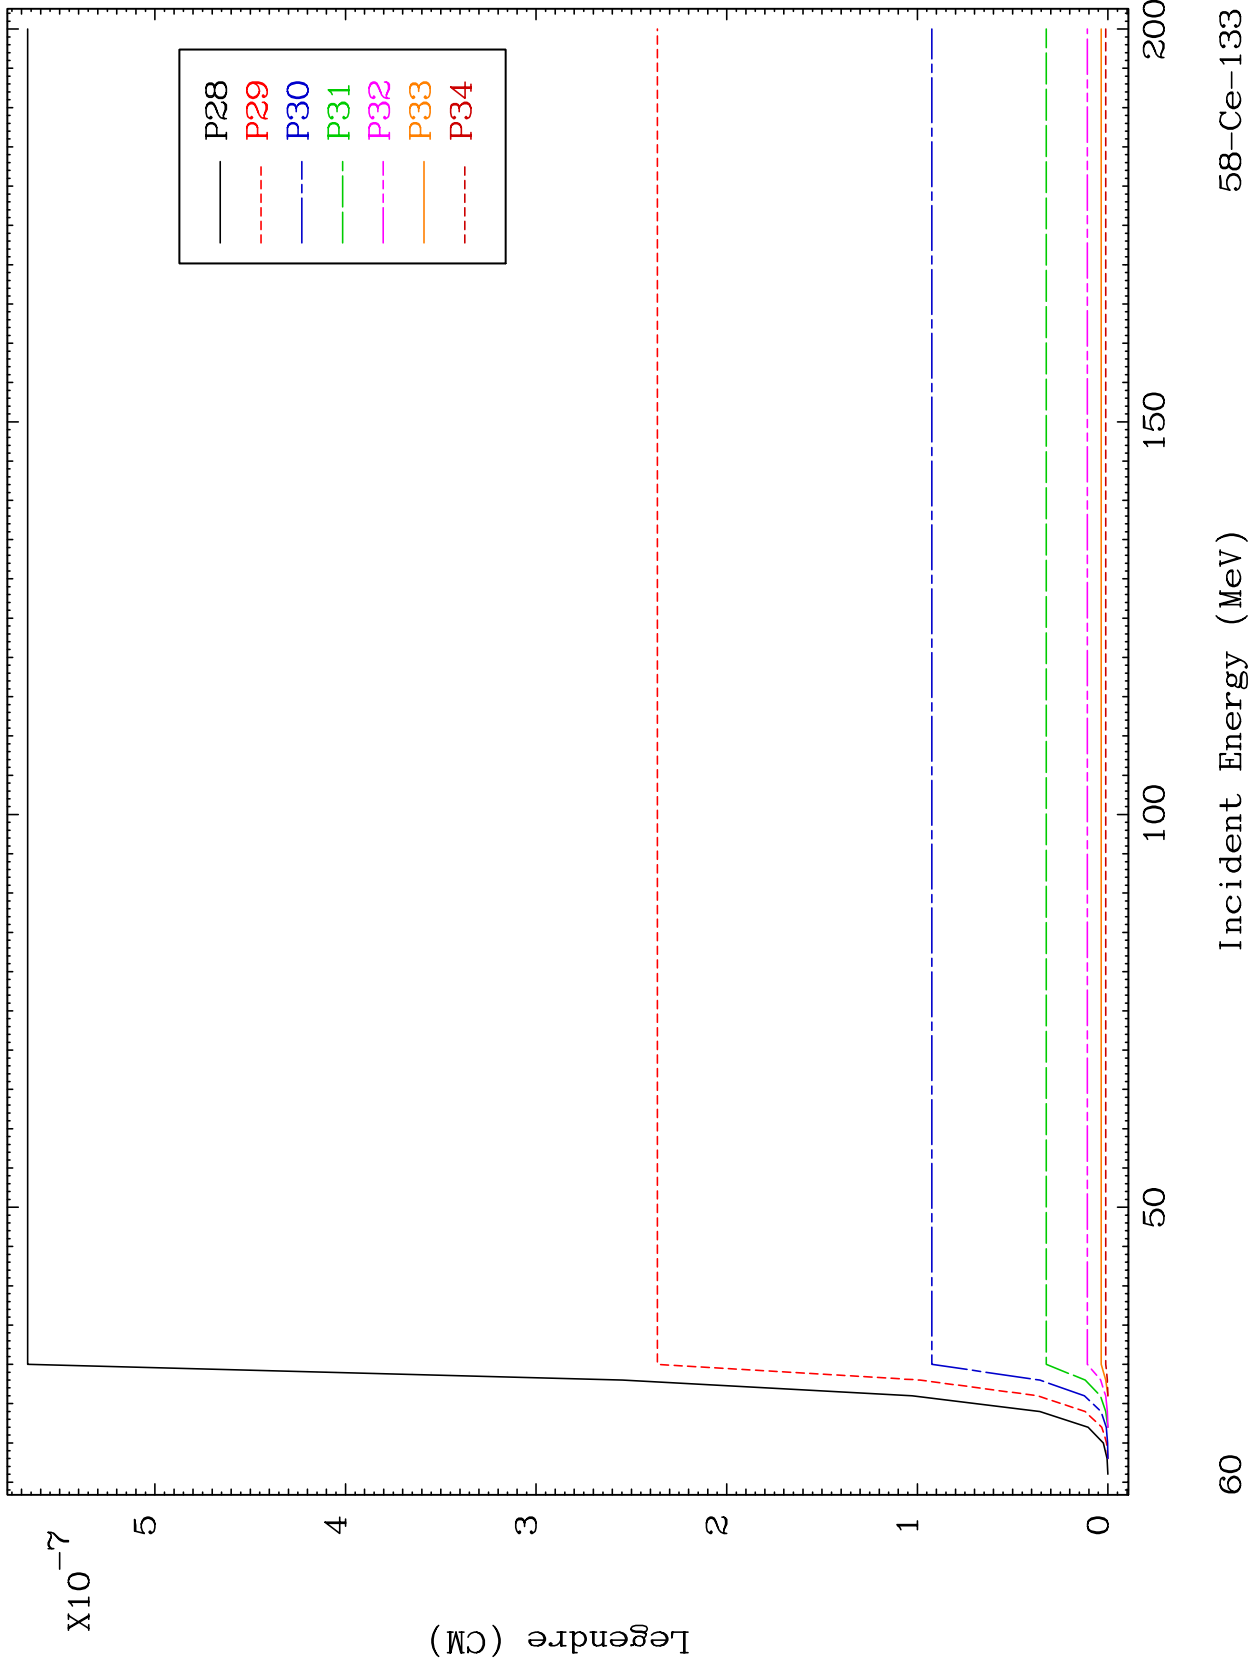 X10
-7
5
4
3
2
1
0
Legendre (CM)
P28
P29
P30
P31
P32
P33
P34
50
100
150
200
Incident Energy (MeV)
60
58-Ce-133